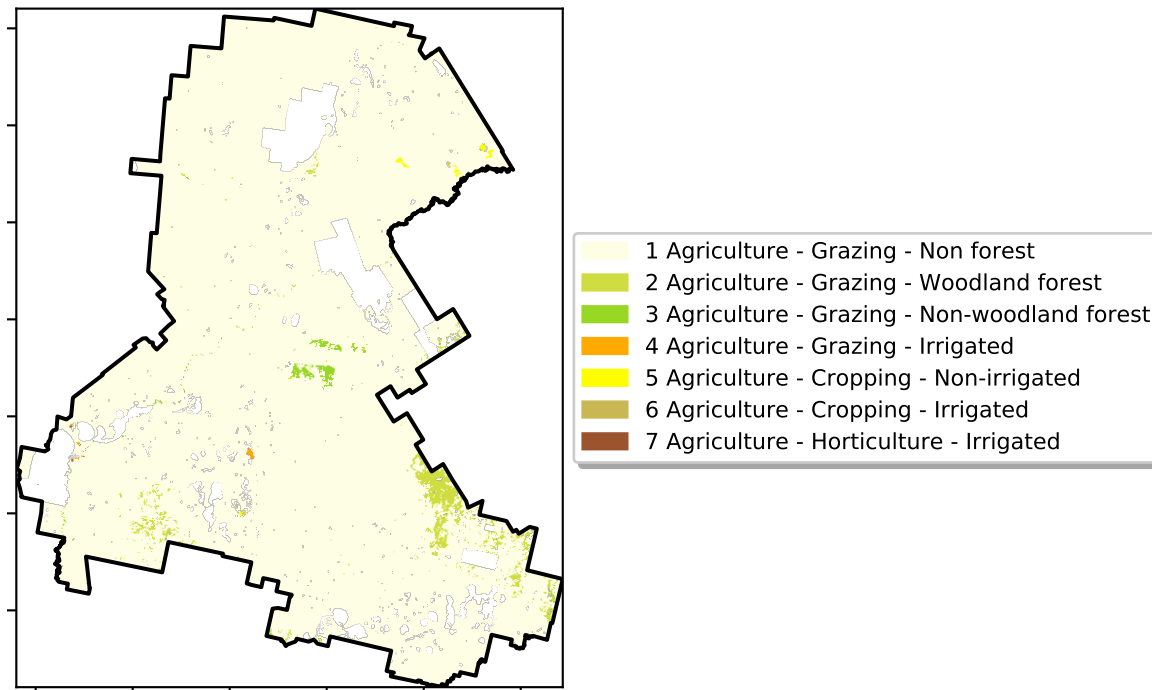 1 Agriculture - Grazing - Non forest
2 Agriculture - Grazing - Woodland forest
3 Agriculture - Grazing - Non-woodland forest
4 Agriculture - Grazing - Irrigated
5 Agriculture - Cropping - Non-irrigated
6 Agriculture - Cropping - Irrigated
7 Agriculture - Horticulture - Irrigated